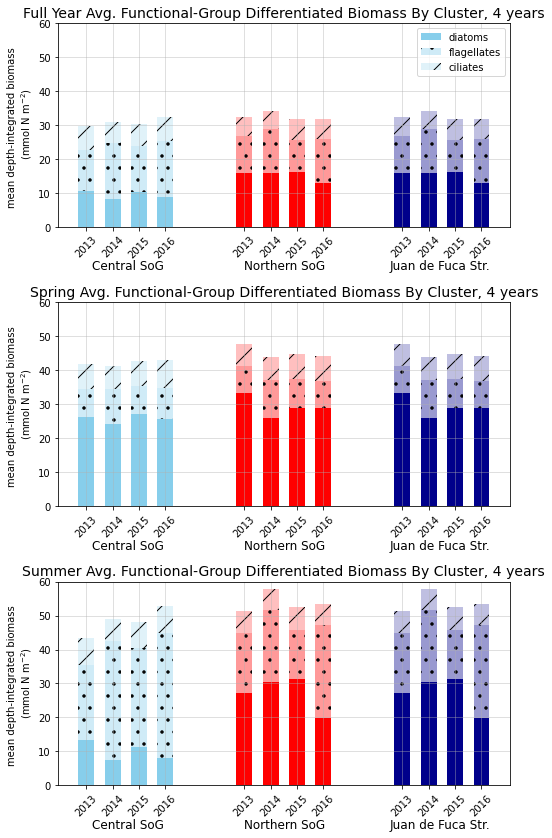 Full Year Avg. Functional-Group Differentiated Biomass By Cluster, 4 years
mean depth-integrated biomass
(mmol N m⁻²)
60
50
40
30
20
10
0
diatoms
flagellates
ciliates
2013 2014 2015 2016 2013 2014 2015 2016 2013 2014 2015 2016
Central SoG Northern SoG Juan de Fuca Str.
Spring Avg. Functional-Group Differentiated Biomass By Cluster, 4 years
mean depth-integrated biomass
(mmol N m⁻²)
60
50
40
30
20
10
0
2013 2014 2015 2016 2013 2014 2015 2016 2013 2014 2015 2016
Central SoG Northern SoG Juan de Fuca Str.
Summer Avg. Functional-Group Differentiated Biomass By Cluster, 4 years
mean depth-integrated biomass
(mmol N m⁻²)
60
50
40
30
20
10
0
2013 2014 2015 2016 2013 2014 2015 2016 2013 2014 2015 2016
Central SoG Northern SoG Juan de Fuca Str.